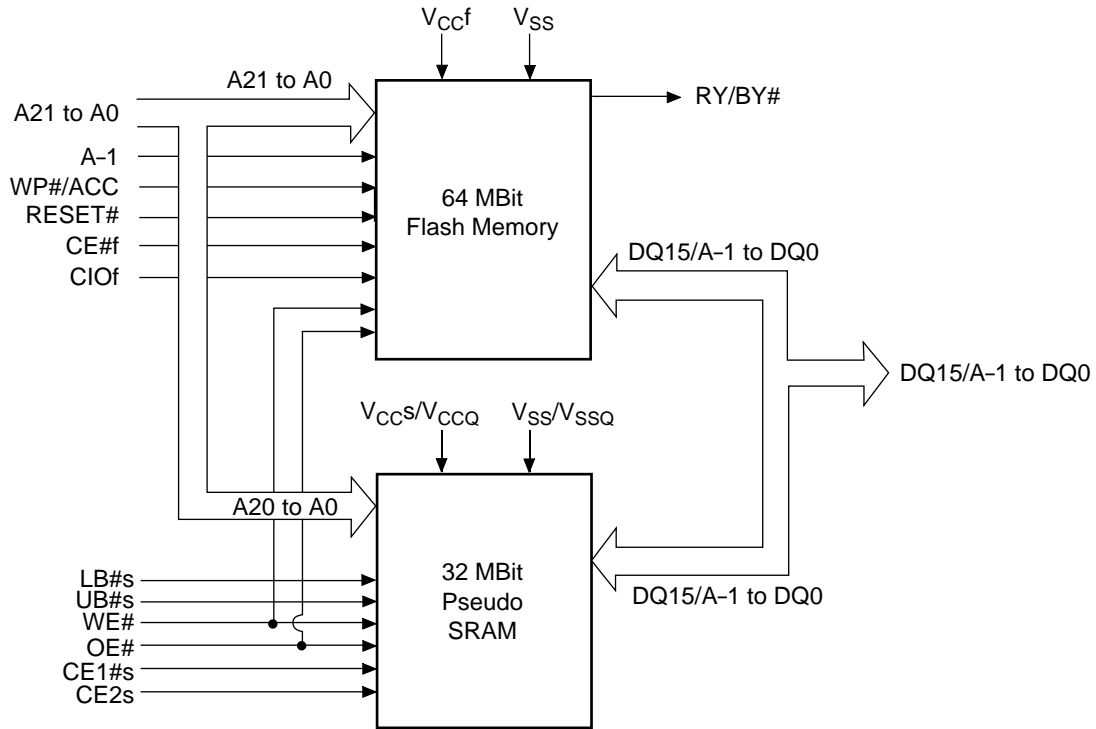 VCCf
VSS
A21 to A0
A21 to A0
RY/BY#
A–1
WP#/ACC
RESET#
CE#f
CIOf
64 MBit
Flash Memory
DQ15/A–1 to DQ0
DQ15/A–1 to DQ0
VCCs/VCCQ
VSS/VSSQ
A20 to A0
LB#s
UB#s
WE#
OE#
CE1#s
CE2s
32 MBit
Pseudo
SRAM
DQ15/A–1 to DQ0